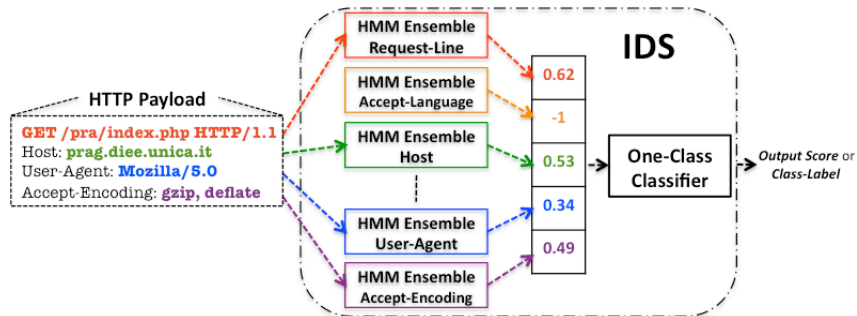 HTTP Payload
GET /pra/index.php HTTP/1.1
Host: prag.diee.unica.it
User-Agent: Mozilla/5.0
Accept-Encoding: gzip, deflate
HMM Ensemble
Request-Line
HMM Ensemble
Accept-Language
HMM Ensemble
Host
HMM Ensemble
User-Agent
HMM Ensemble
Accept-Encoding
0.62
-1
0.53
0.34
0.49
IDS
One-Class
Classifier
Output Score or
Class-Label